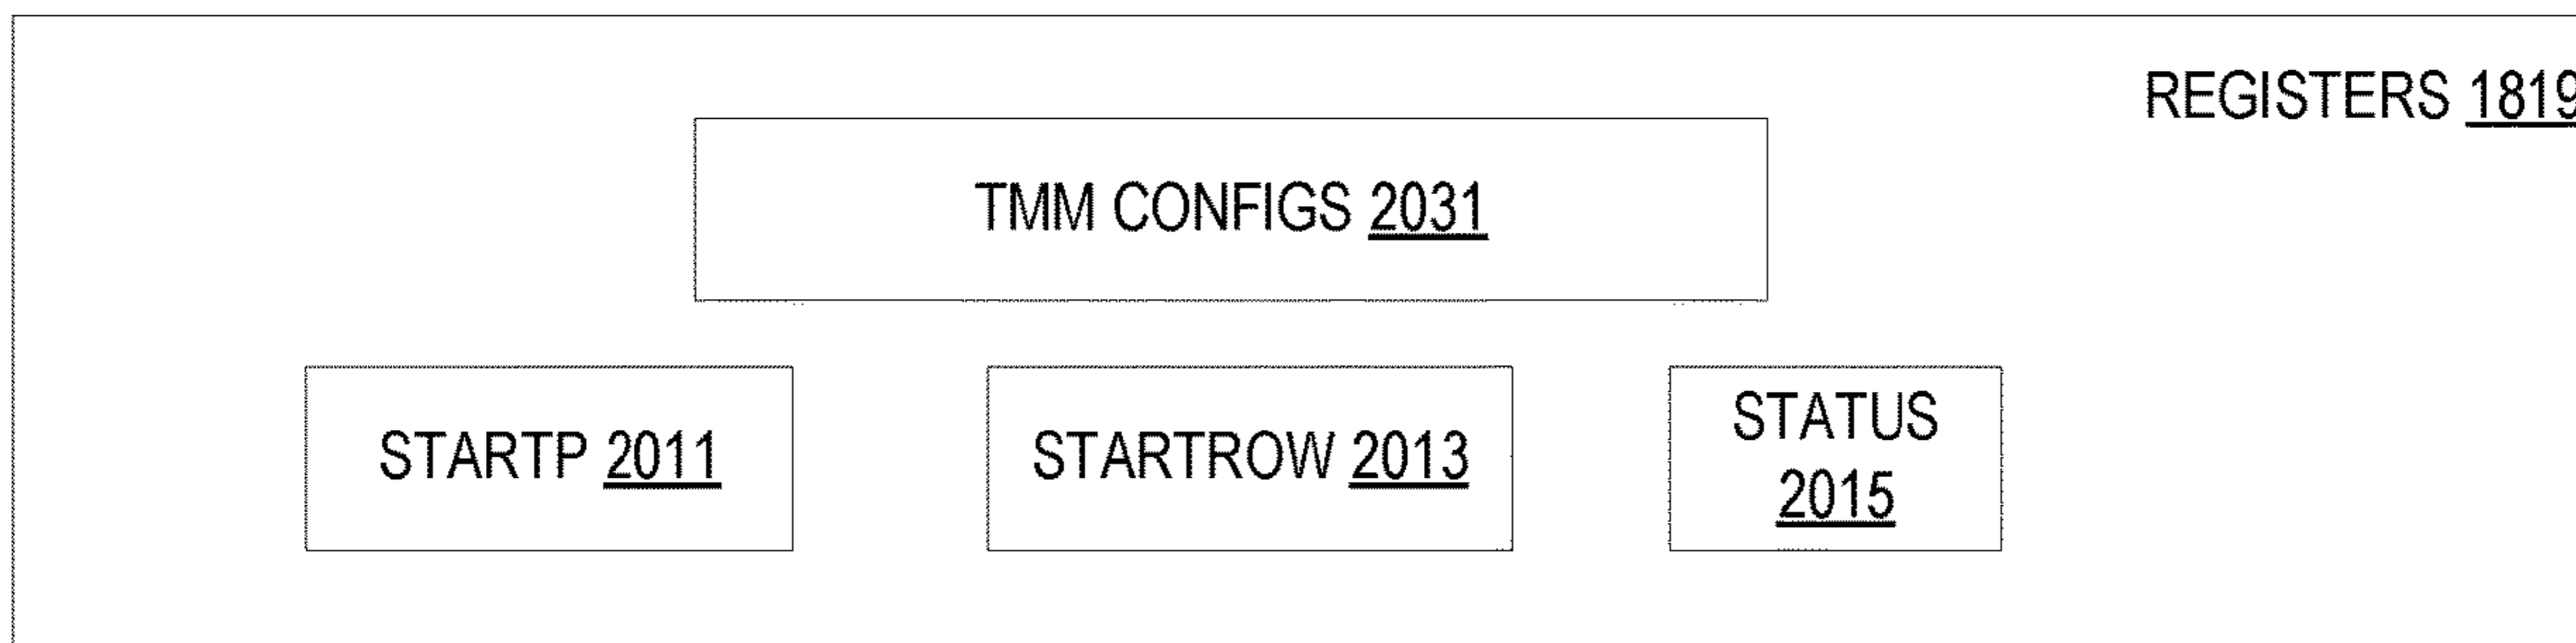 REGISTERS 1819
TMM CONFIGS 2031
STARTP 2011
STARTROW 2013
STATUS
2015